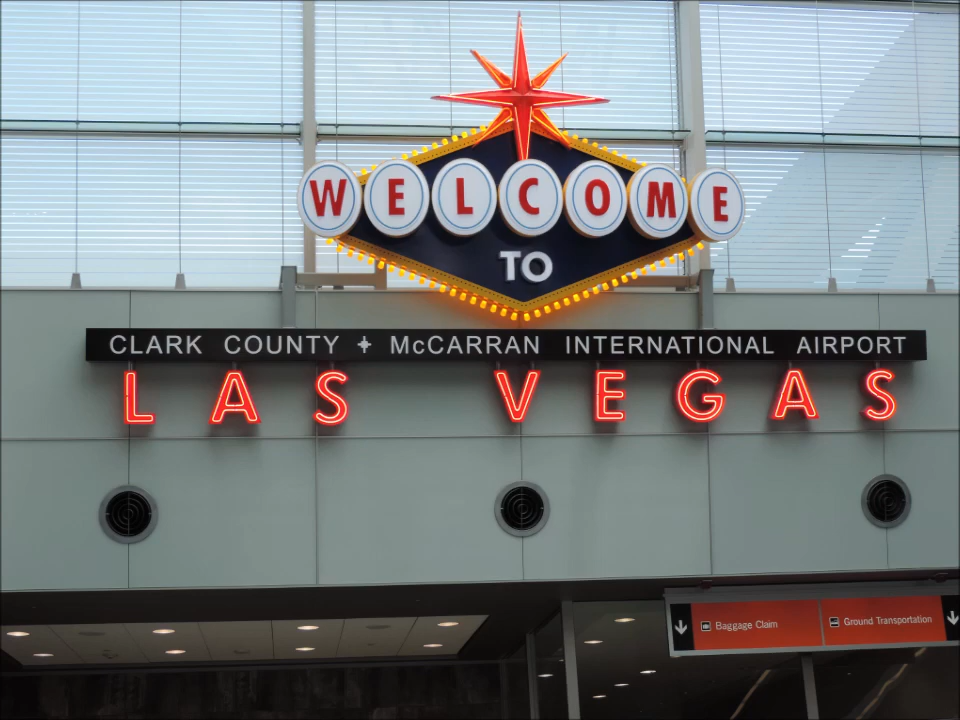 WELCOME
TO
CLARK COUNTY ✦ McCARRAN INTERNATIONAL AIRPORT
LAS VEGAS
↓ Baggage Claim Ground Transportation ↓